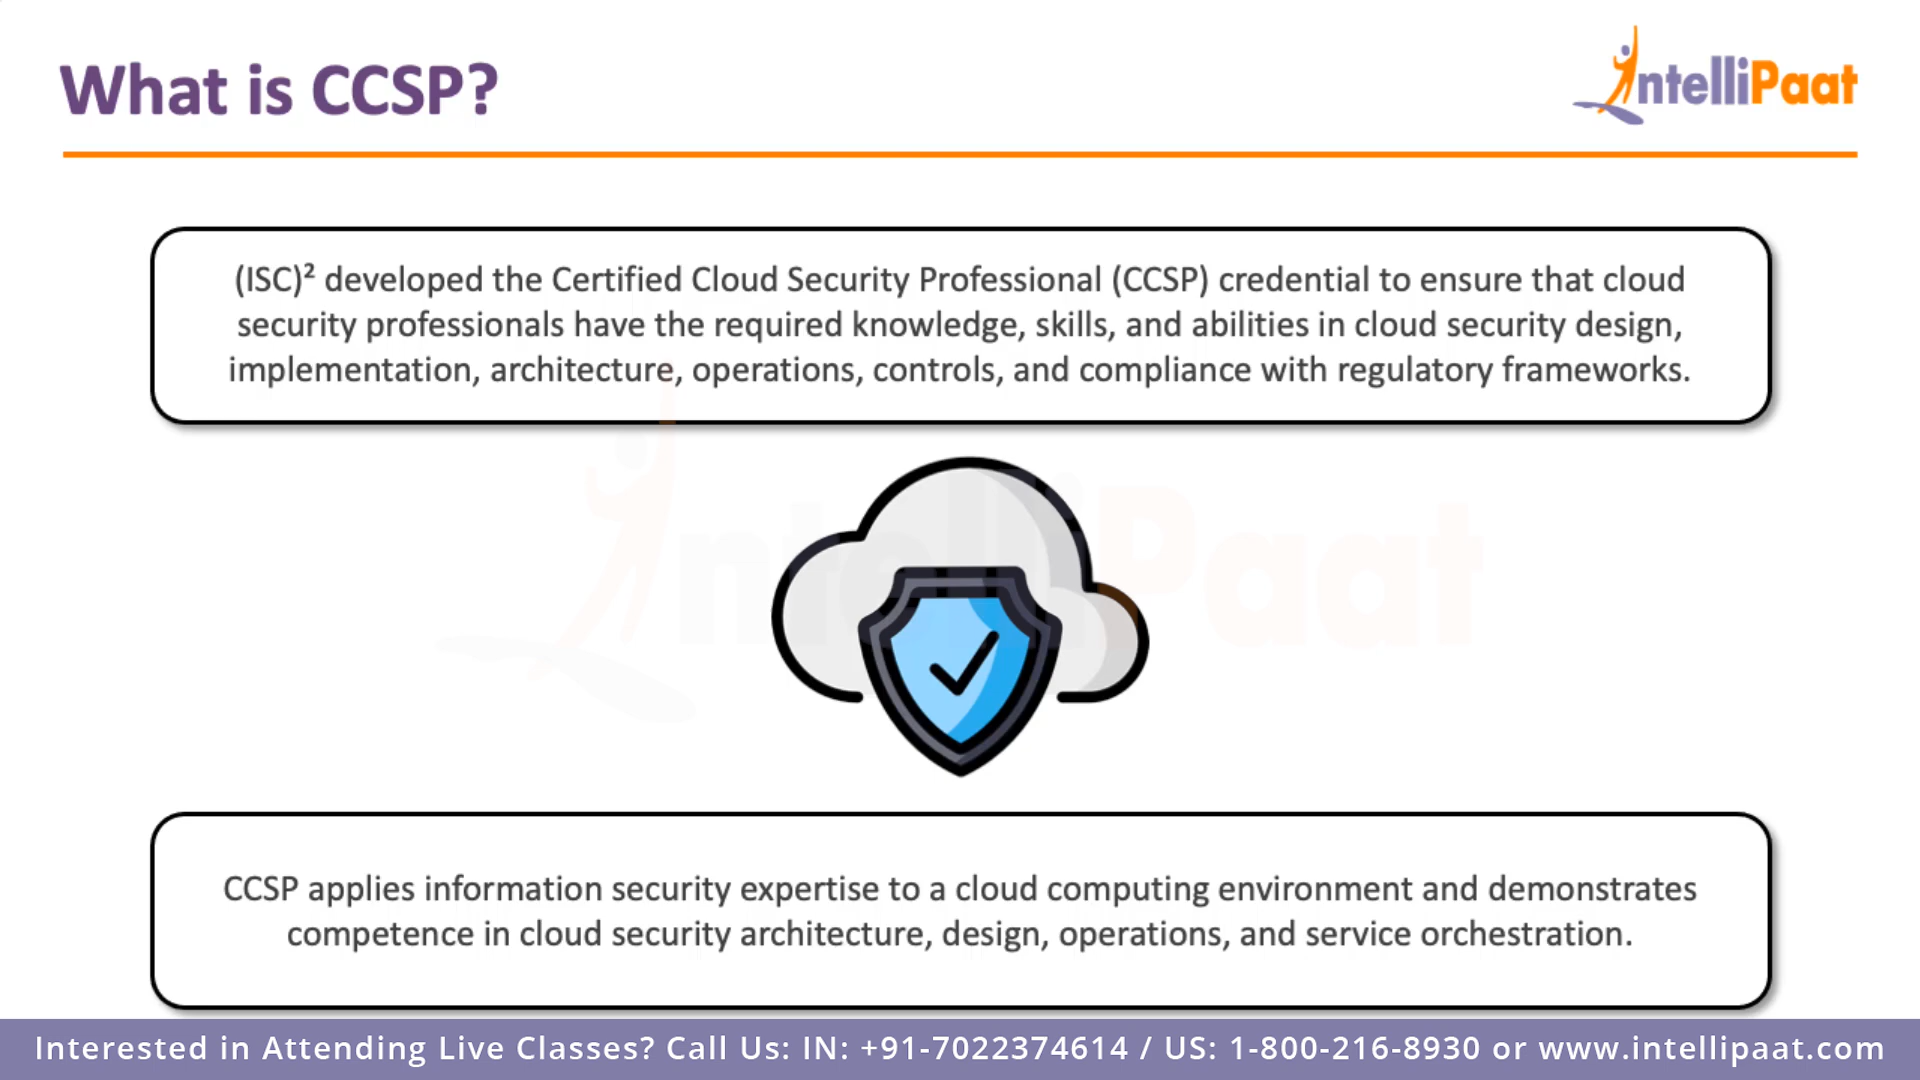 What is CCSP?
IntelliPaat
(ISC)² developed the Certified Cloud Security Professional (CCSP) credential to ensure that cloud
security professionals have the required knowledge, skills, and abilities in cloud security design,
implementation, architecture, operations, controls, and compliance with regulatory frameworks.
IntelliPaat
CCSP applies information security expertise to a cloud computing environment and demonstrates
competence in cloud security architecture, design, operations, and service orchestration.
Interested in Attending Live Classes? Call Us: IN: +91-7022374614 / US: 1-800-216-8930 or www.intellipaat.com